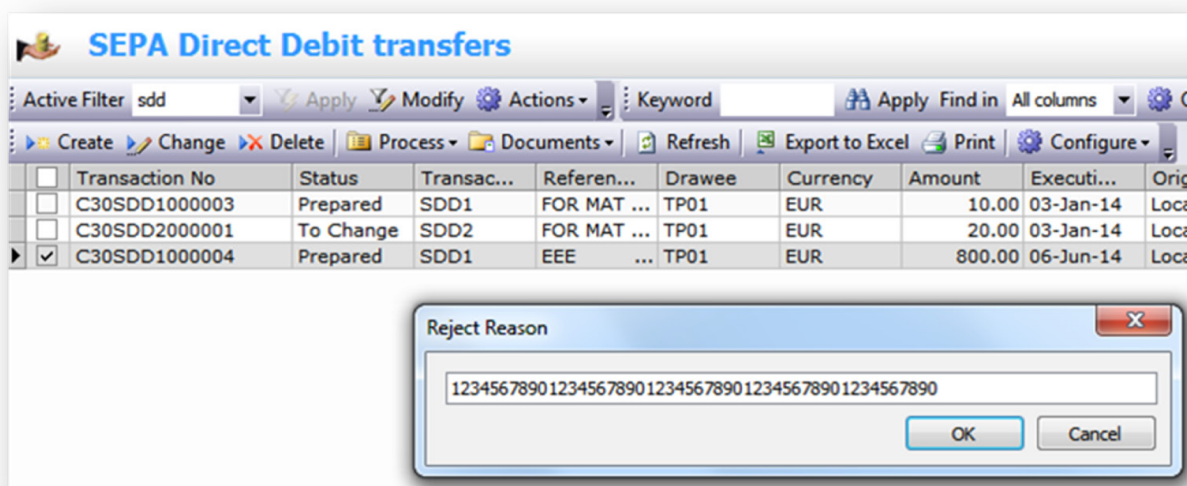 SEPA Direct Debit transfers
Active Filter sdd Apply Modify Actions Keyword Apply Find in All columns
Create Change Delete Process Documents Refresh Export to Excel Print Configure
Transaction No Status Transac... Referen... Drawee Currency Amount Executi... Orig
C30SDD1000003 Prepared SDD1 FOR MAT ... TP01 EUR 10.00 03-Jan-14 Loca
C30SDD2000001 To Change SDD2 FOR MAT ... TP01 EUR 20.00 03-Jan-14 Loca
C30SDD1000004 Prepared SDD1 EEE ... TP01 EUR 800.00 06-Jun-14 Loca
Reject Reason
12345678901234567890123456789012345678901234567890
OK Cancel